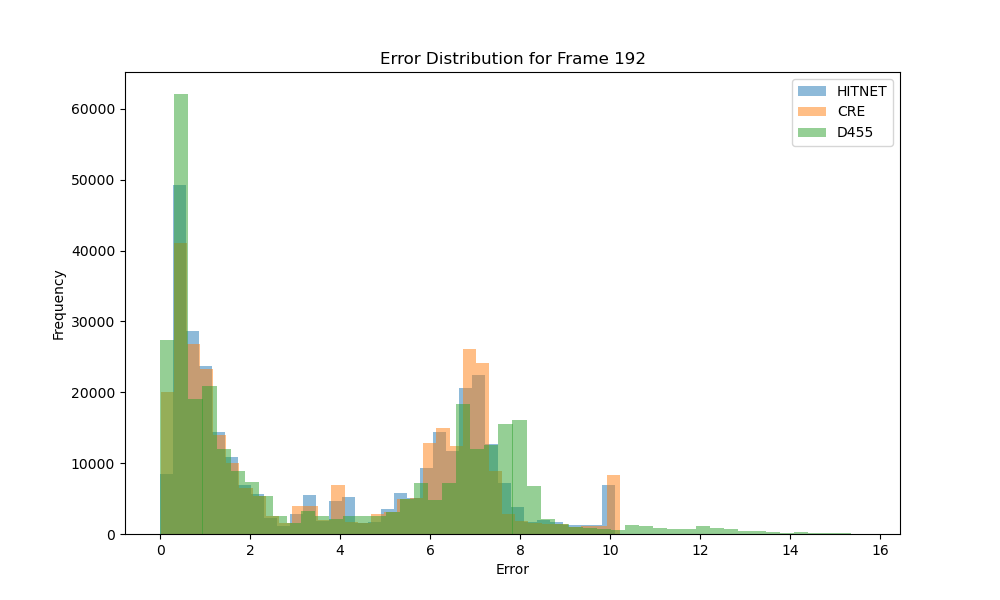 Error Distribution for Frame 192
HITNET
CRE
D455
Frequency
60000
50000
40000
30000
20000
10000
0
0 2 4 6 8 10 12 14 16
Error